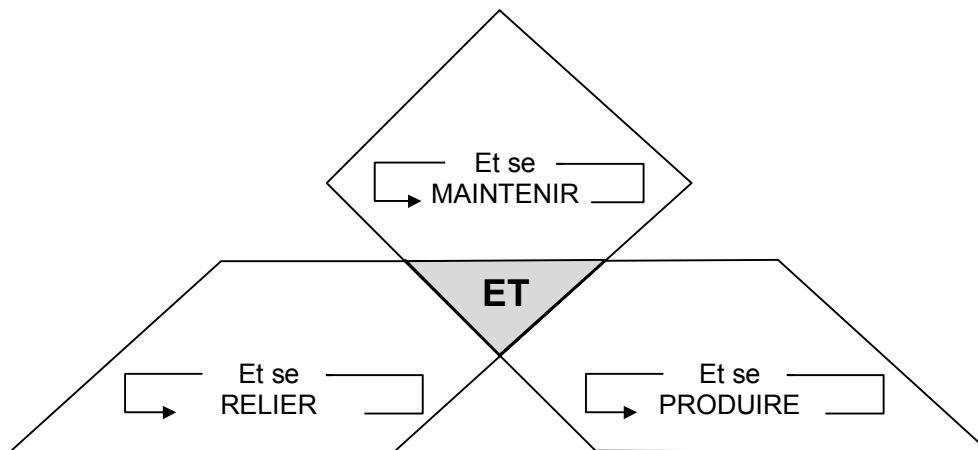 Et se
MAINTENIR
ET
Et se
RELIER
Et se
PRODUIRE